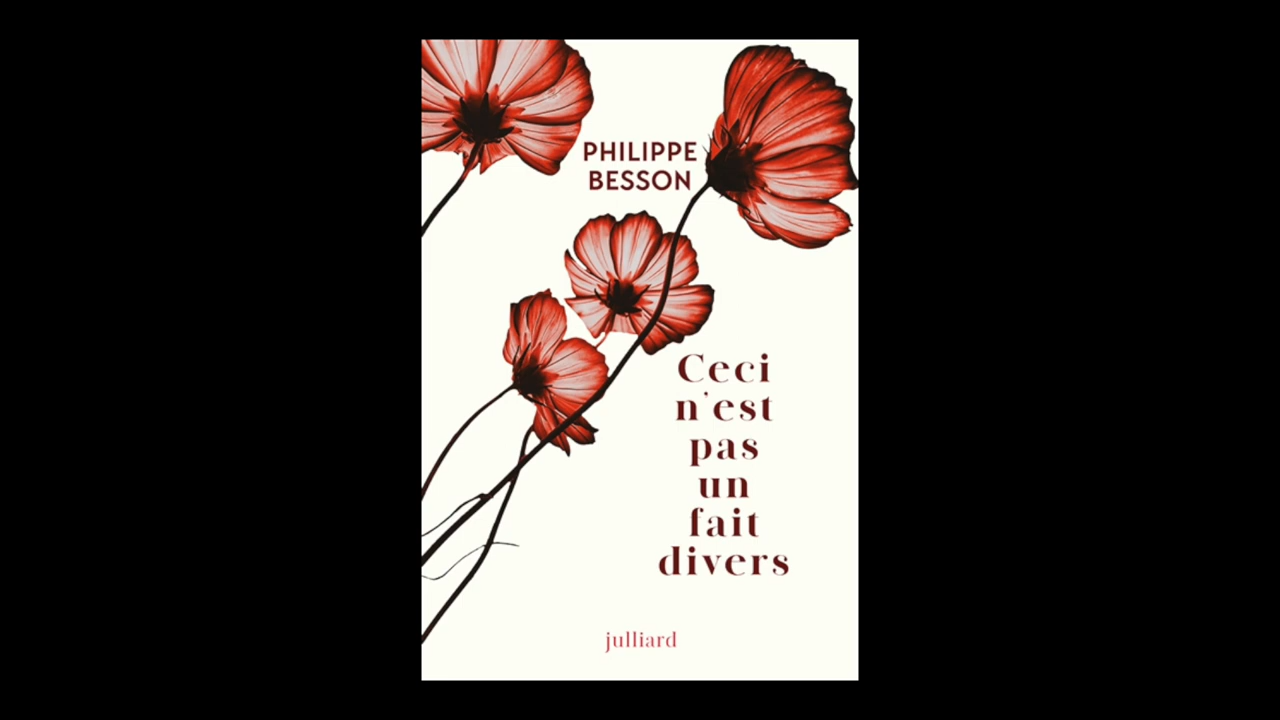 PHILIPPE
BESSON
Ceci
n'est
pas
un
fait
divers
julliard